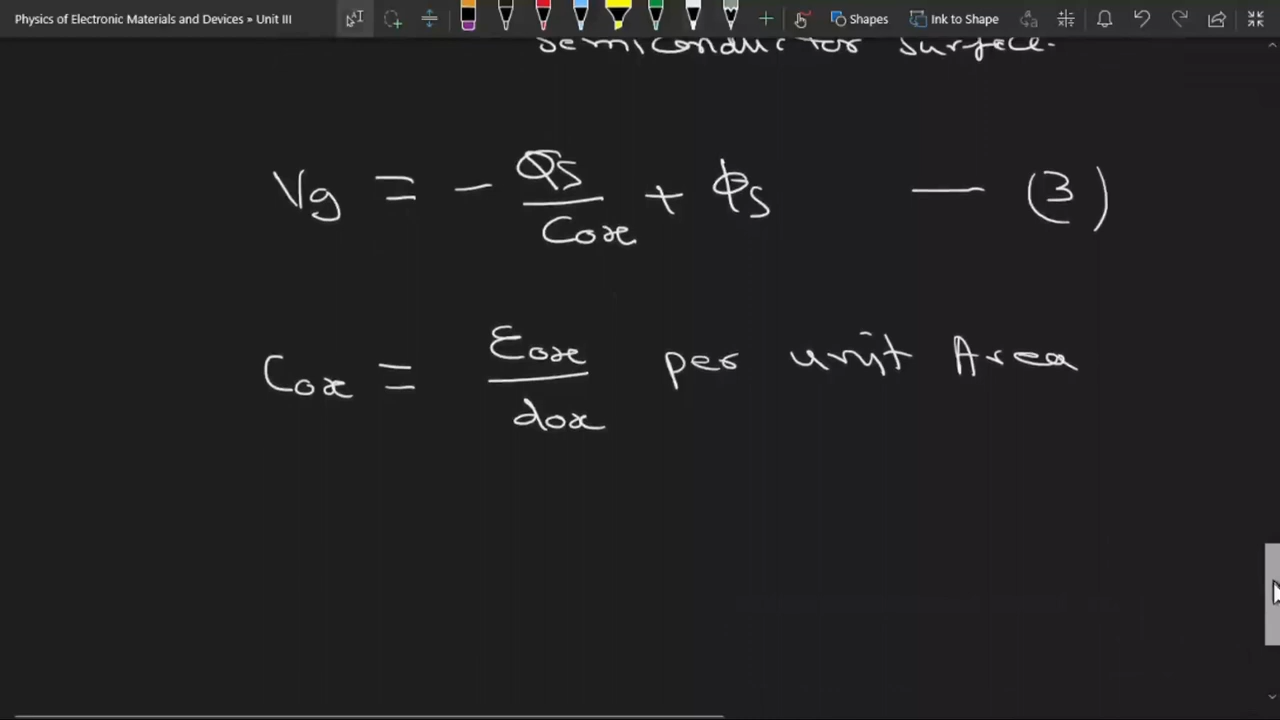 Physics of Electronic Materials and Devices » Unit III
Shapes
Ink to Shape
semiconductor surface.
Vg = - Qs/Cox + ϕs — (3)
Cox = εox/dox per unit Area